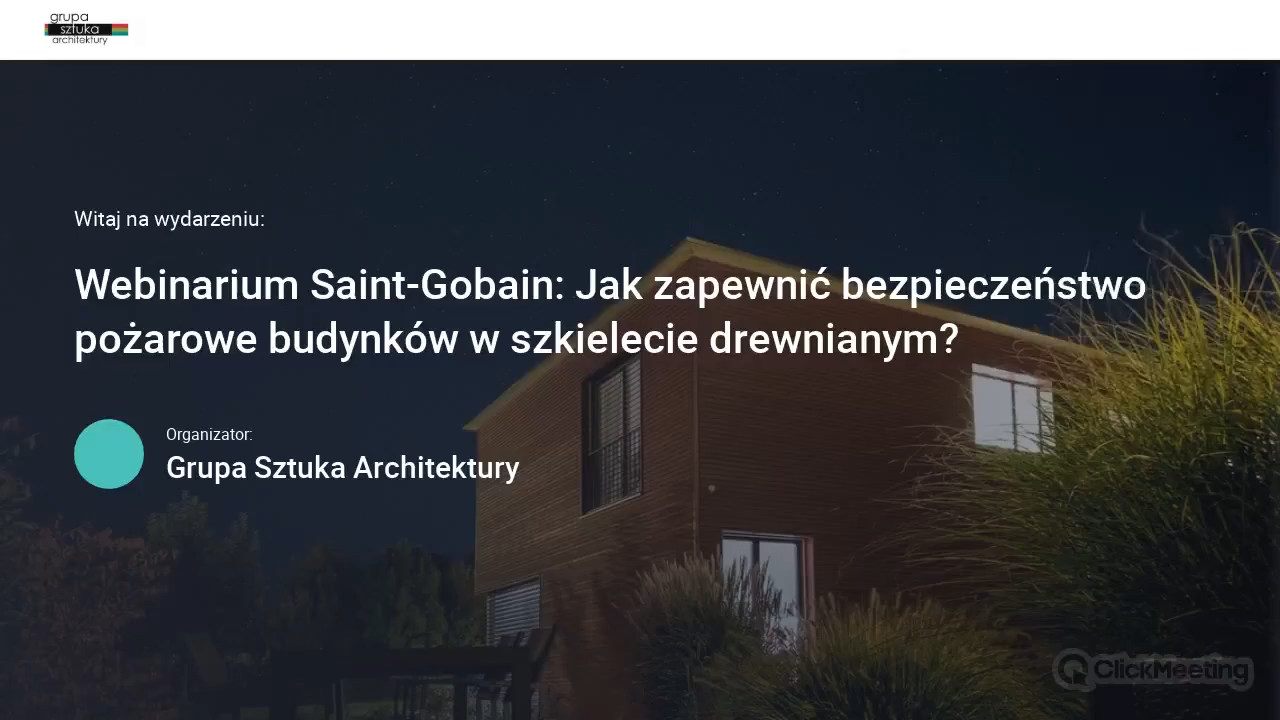 grupa
sztuka
architektury
Witaj na wydarzeniu:
Webinarium Saint-Gobain: Jak zapewnić bezpieczeństwo
pożarowe budynków w szkielecie drewnianym?
Organizator:
Grupa Sztuka Architektury
ClickMeeting